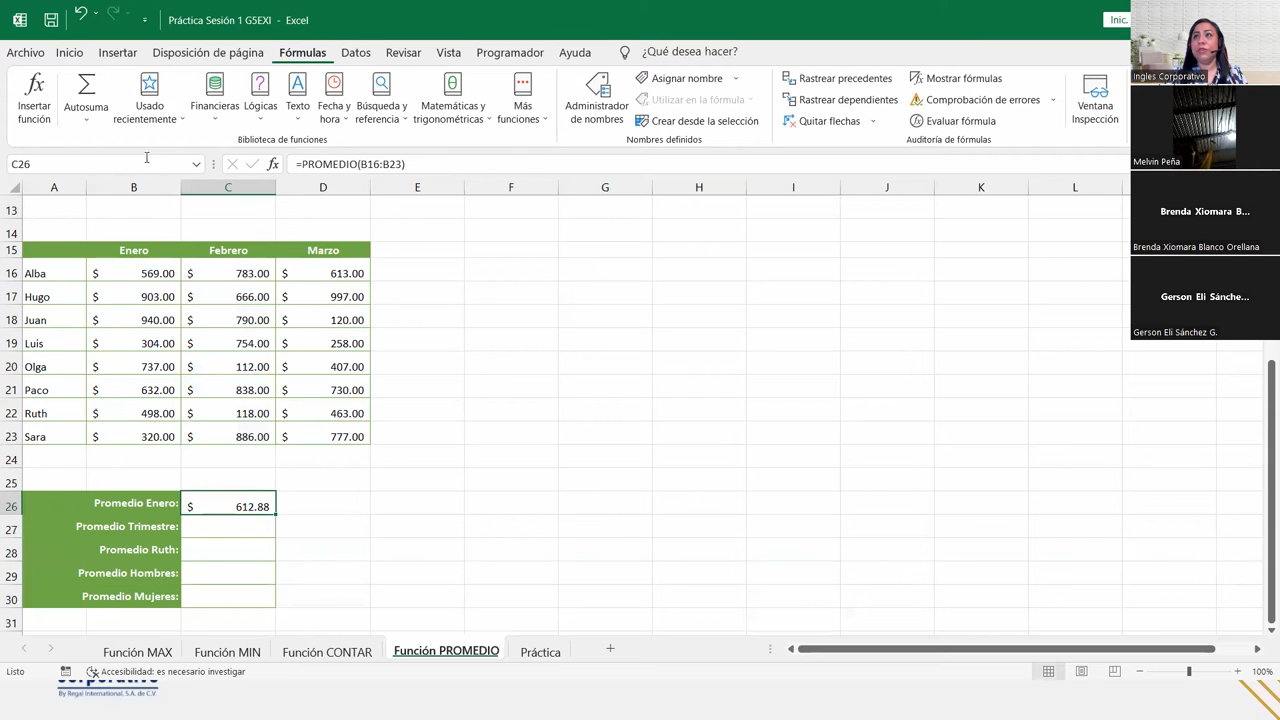 Práctica Sesión 1 G5EXI - Excel
Inic.
Archivo Inicio Insertar Disposición de página Fórmulas Datos Revisar Vista Programador Ayuda ¿Qué desea hacer?
Insertar función
Autosuma
Usado recientemente
Financieras
Lógicas
Texto
Fecha y hora
Búsqueda y referencia
Matemáticas y trigonométricas
Biblioteca de funciones
Administrador de nombres
Asignar nombre
Utilizar en la fórmula
Crear desde la selección
Nombres definidos
Rastrear precedentes
Rastrear dependientes
Quitar flechas
Mostrar fórmulas
Comprobación de errores
Evaluar fórmula
Auditoría de fórmulas
Ventana Inspección
C26 fx =PROMEDIO(B16:B23)
A B C D E F G H I J K L
13
14
15 Enero Febrero Marzo
16 Alba $ 569.00 $ 783.00 $ 613.00
17 Hugo $ 903.00 $ 666.00 $ 997.00
18 Juan $ 940.00 $ 790.00 $ 120.00
19 Luis $ 304.00 $ 754.00 $ 258.00
20 Olga $ 737.00 $ 112.00 $ 407.00
21 Paco $ 632.00 $ 838.00 $ 730.00
22 Ruth $ 498.00 $ 118.00 $ 463.00
23 Sara $ 320.00 $ 886.00 $ 777.00
24
25
26 Promedio Enero: $ 612.88
27 Promedio Trimestre:
28 Promedio Ruth:
29 Promedio Hombres:
30 Promedio Mujeres:
31
Función MAX Función MIN Función CONTAR Función PROMEDIO Práctica
Listo Accesibilidad: es necesario investigar 100%
By Regal International, S.A. de C.V.
Ingles Corporativo
Melvin Peña
Brenda Xiomara B...
Brenda Xiomara Blanco Orellana
Gerson Eli Sánche...
Gerson Eli Sánchez G.